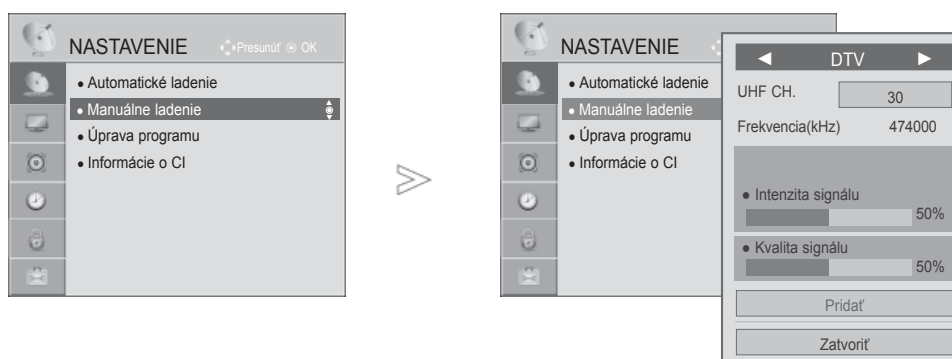 NASTAVENIE
Presunúť
OK
• Automatické ladenie
• Manuálne ladenie
• Úprava programu
• Informácie o CI
NASTAVENIE
• Automatické ladenie
• Manuálne ladenie
• Úprava programu
• Informácie o CI
◄ DTV ►
UHF CH. 30
Frekvencia(kHz) 474000
• Intenzita signálu
50%
• Kvalita signálu
50%
Pridať
Zatvoriť